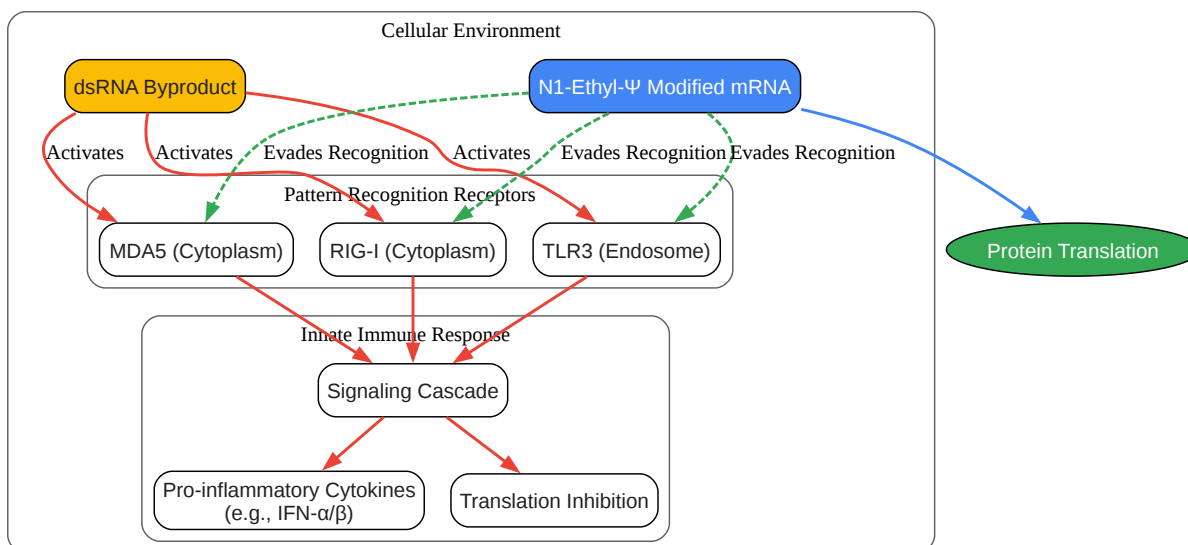 Cellular Environment
dsRNA Byproduct
N1-Ethyl-Ψ Modified mRNA
Activates
Activates
Evades Recognition
Activates
Evades Recognition
Evades Recognition
Pattern Recognition Receptors
MDA5 (Cytoplasm)
RIG-I (Cytoplasm)
TLR3 (Endosome)
Protein Translation
Innate Immune Response
Signaling Cascade
Pro-inflammatory Cytokines
(e.g., IFN-α/β)
Translation Inhibition